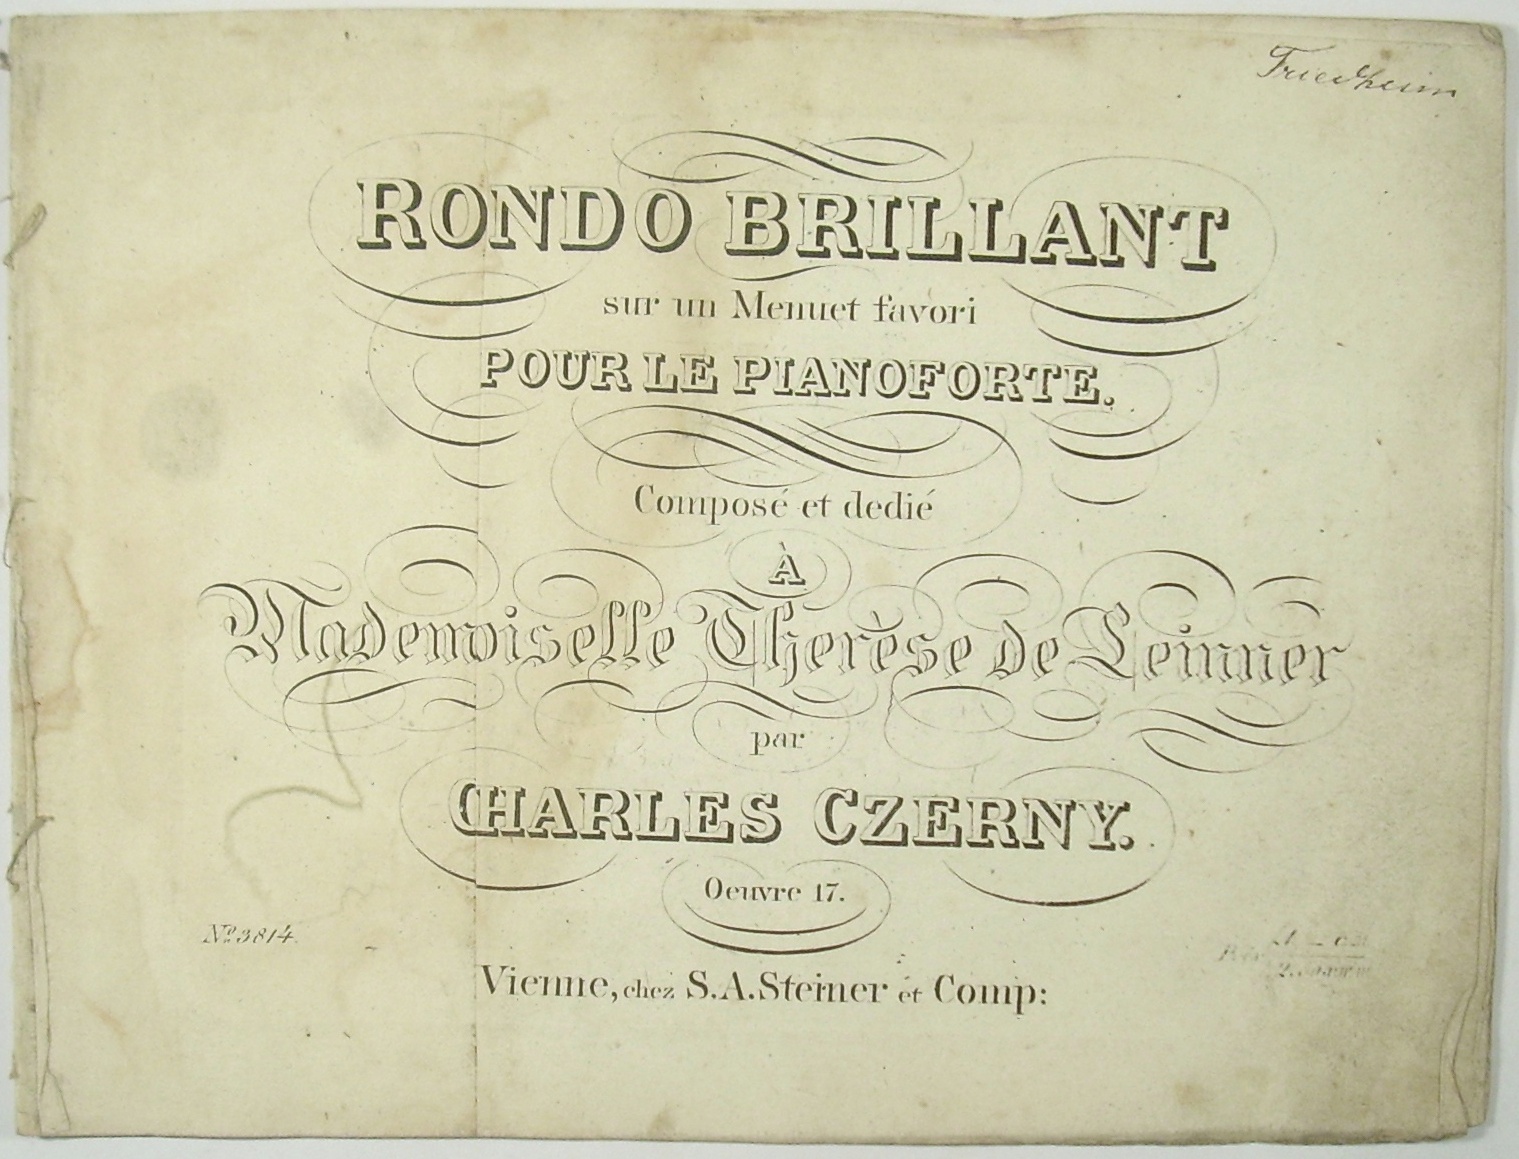 Friedheim
RONDO BRILLANT
sur un Menuet favori
POUR LE PIANOFORTE.
Composé et dedié
À
Mademoiselle Therèse de Leinner
par
CHARLES CZERNY.
Oeuvre 17.
No. 3814.
Vienne, chez S.A. Steiner et Comp: